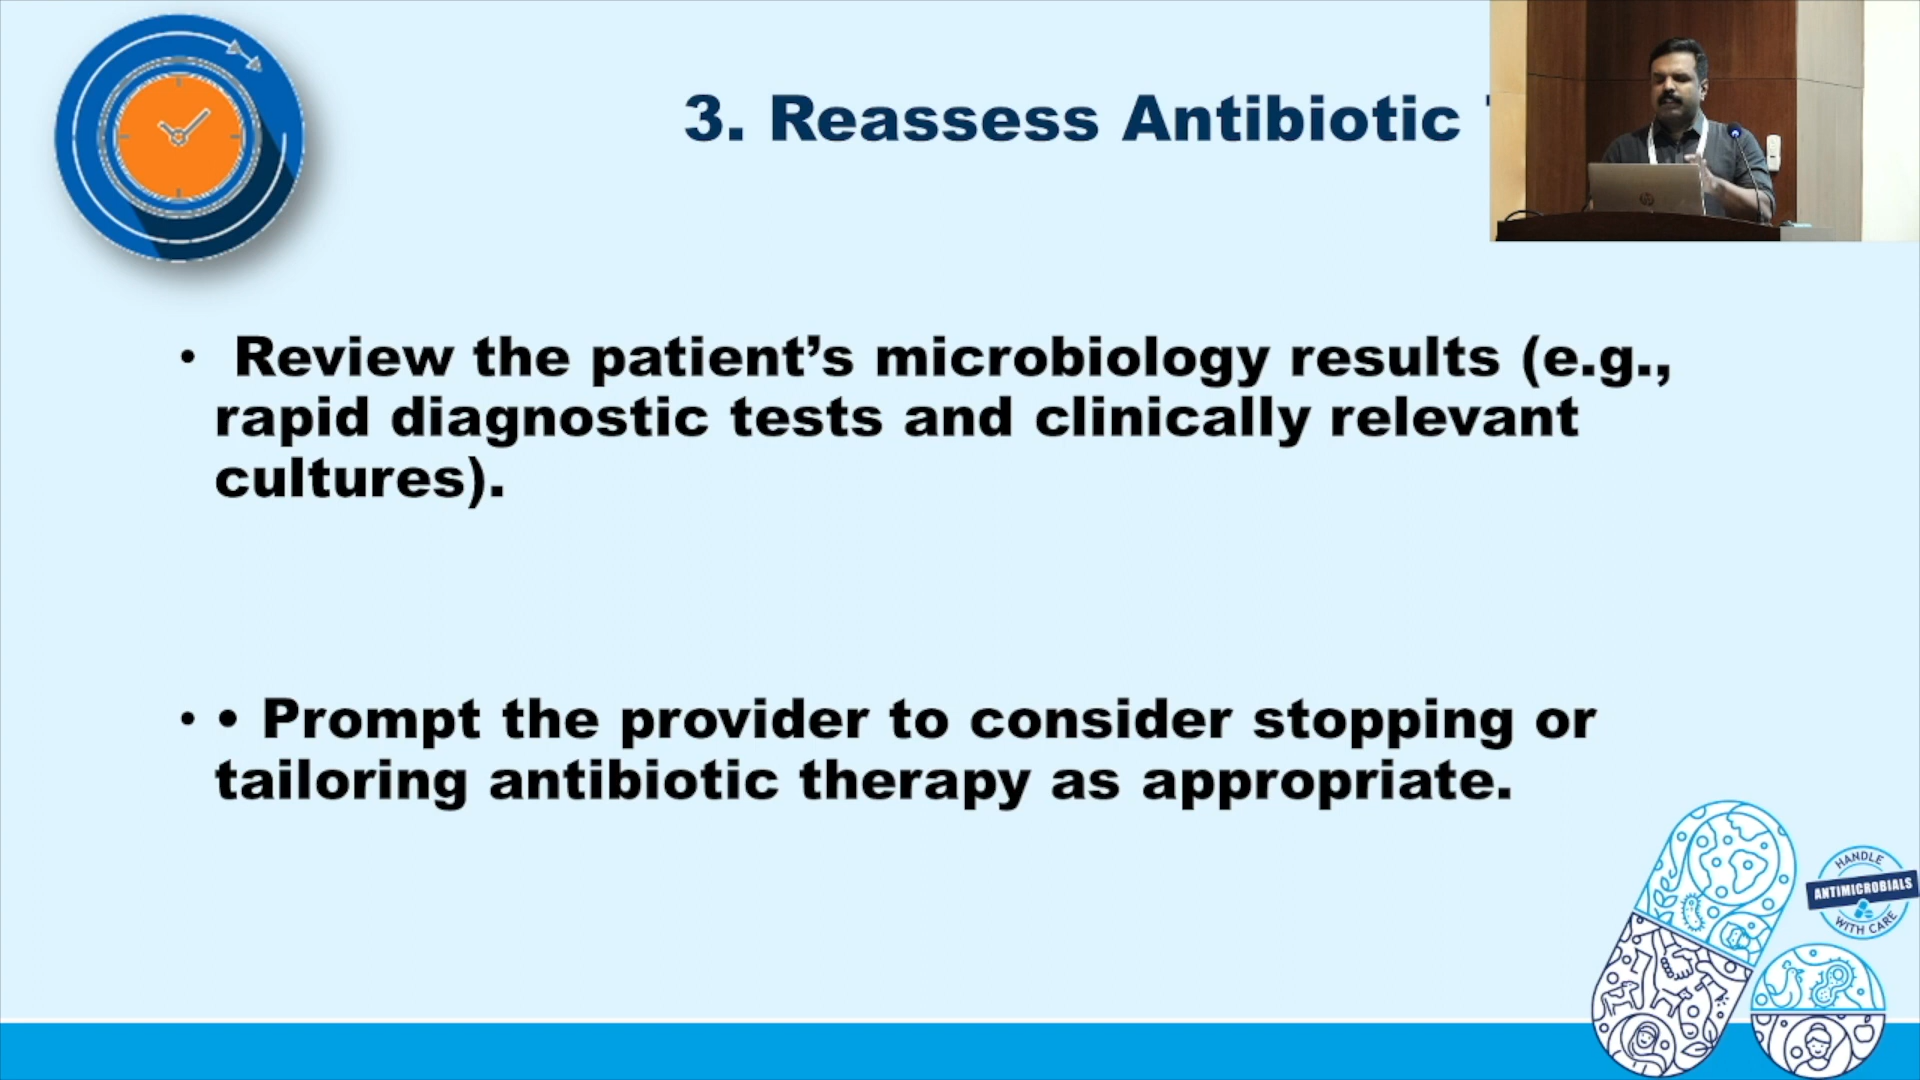 3. Reassess Antibiotic
• Review the patient’s microbiology results (e.g.,
rapid diagnostic tests and clinically relevant
cultures).
• • Prompt the provider to consider stopping or
tailoring antibiotic therapy as appropriate.
HANDLE
ANTIMICROBIALS
WITH CARE